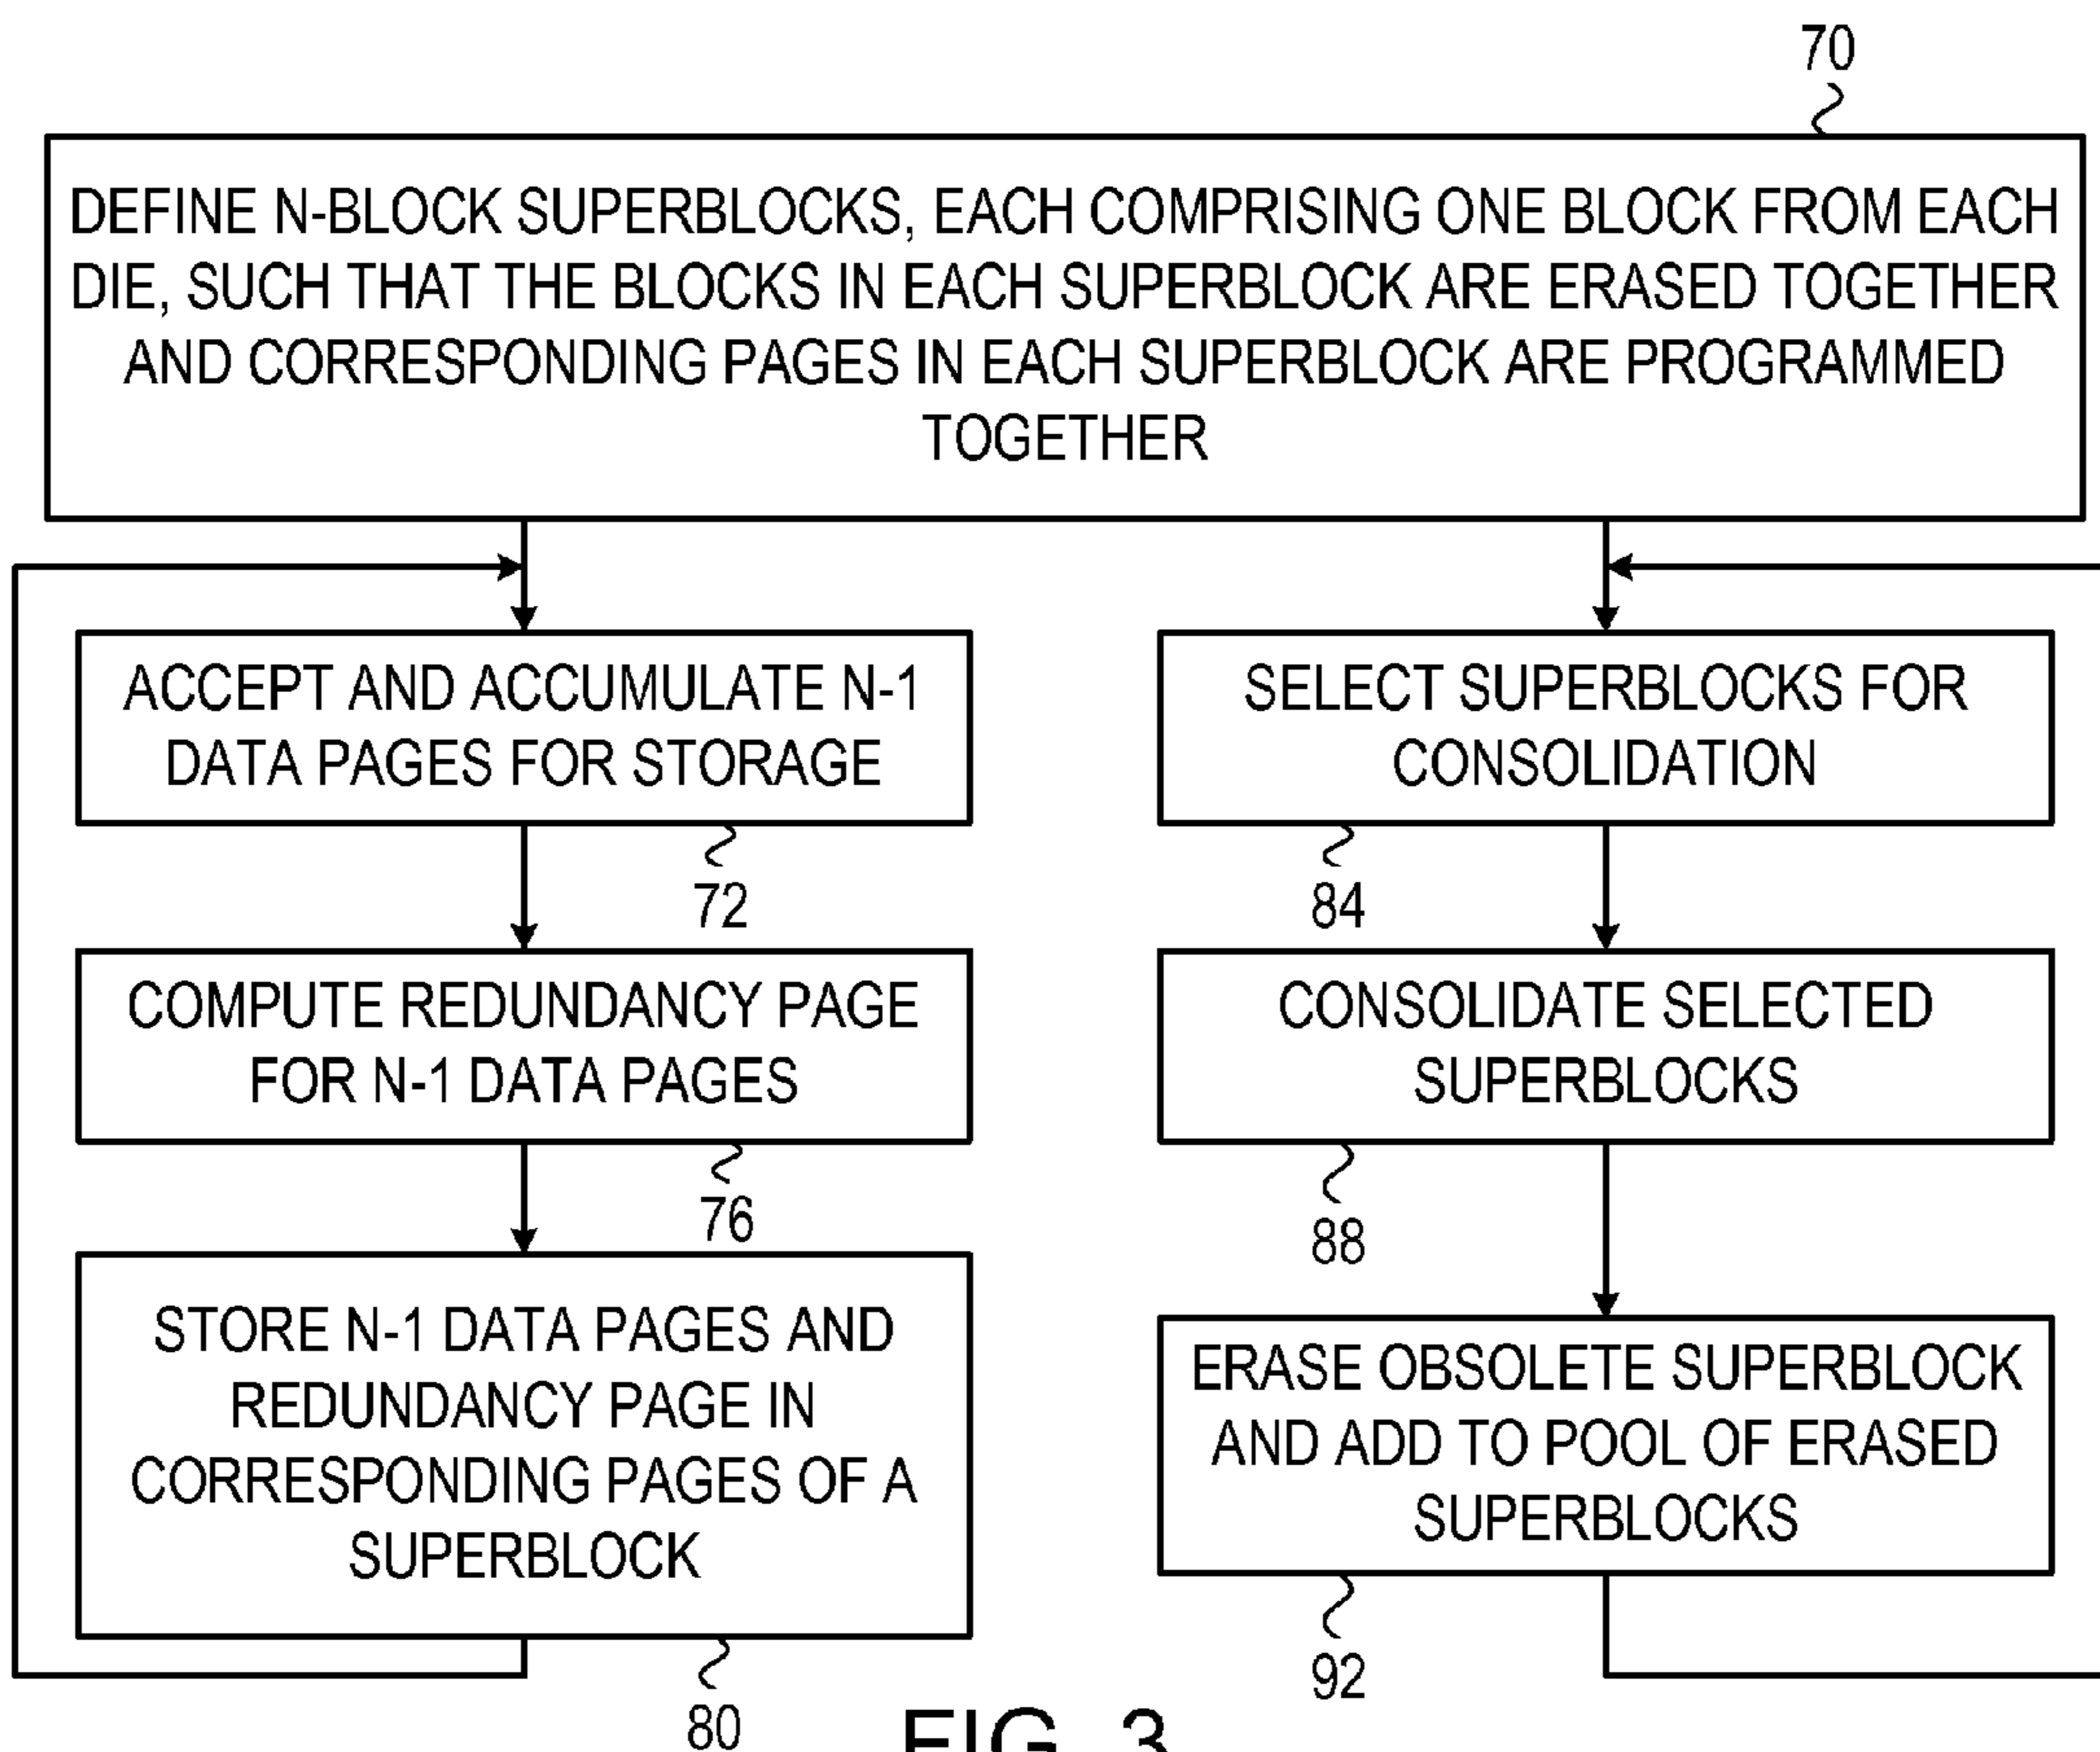 70
DEFINE N-BLOCK SUPERBLOCKS, EACH COMPRISING ONE BLOCK FROM EACH
DIE, SUCH THAT THE BLOCKS IN EACH SUPERBLOCK ARE ERASED TOGETHER
AND CORRESPONDING PAGES IN EACH SUPERBLOCK ARE PROGRAMMED
TOGETHER
ACCEPT AND ACCUMULATE N-1
DATA PAGES FOR STORAGE
72
COMPUTE REDUNDANCY PAGE
FOR N-1 DATA PAGES
76
STORE N-1 DATA PAGES AND
REDUNDANCY PAGE IN
CORRESPONDING PAGES OF A
SUPERBLOCK
80
SELECT SUPERBLOCKS FOR
CONSOLIDATION
84
CONSOLIDATE SELECTED
SUPERBLOCKS
88
ERASE OBSOLETE SUPERBLOCK
AND ADD TO POOL OF ERASED
SUPERBLOCKS
92
FIG. 3